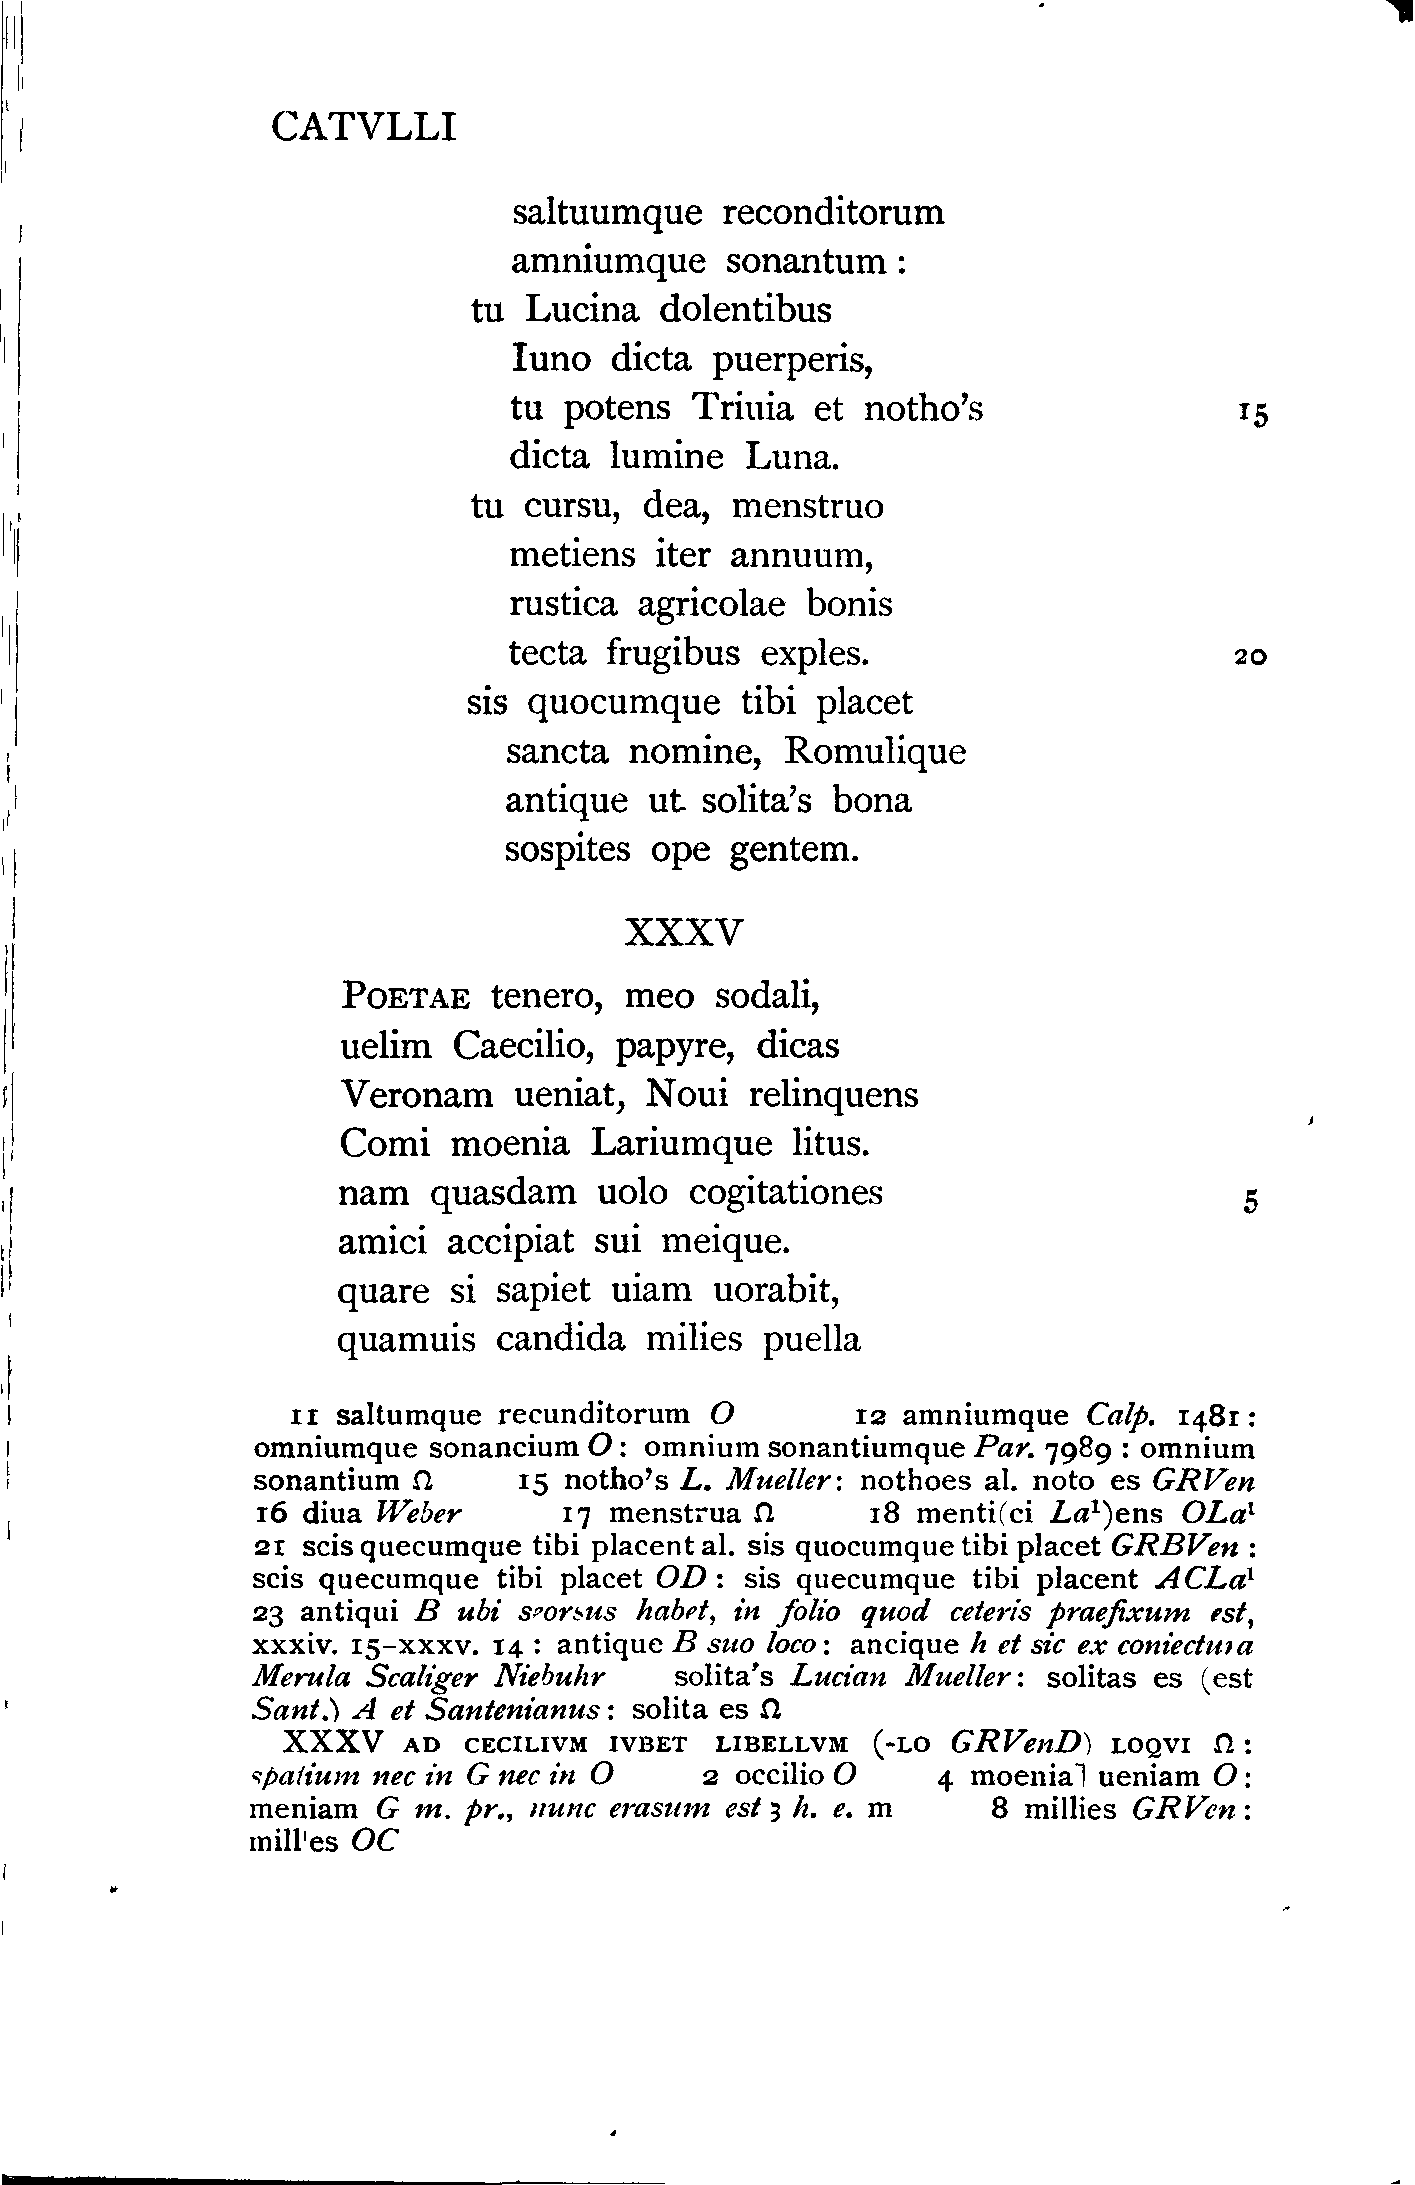 CATVLLI
saltuumque reconditorum
amniumque sonantum :
tu Lucina dolentibus
Iuno dicta puerperis,
tu potens Triuia et notho's 15
dicta lumine Luna.
tu cursu, dea, menstruo
metiens iter annuum,
rustica agricolae bonis
tecta frugibus exples. 20
sis quocumque tibi placet
sancta nomine, Romulique
antique ut solita's bona
sospites ope gentem.
XXXV
POETAE tenero, meo sodali,
uelim Caecilio, papyre, dicas
Veronam ueniat, Noui relinquens
Comi moenia Lariumque litus.
nam quasdam uolo cogitationes 5
amici accipiat sui meique.
quare si sapiet uiam uorabit,
quamuis candida milies puella
11 saltumque recunditorum O 12 amniumque Calp. 1481 :
omniumque sonancium O : omnium sonantiumque Par. 7989 : omnium
sonantium Ω 15 notho's L. Mueller : nothoes al. noto es GRVen
16 diua Weber 17 menstrua Ω 18 menti(ci La¹)ens OLa¹
21 scis quecumque tibi placent al. sis quocumque tibi placet GRBVen :
scis quecumque tibi placet OD : sis quecumque tibi placent ACLa¹
23 antiqui B ubi seorsus habet, in folio quod ceteris praefixum est,
xxxiv. 15–xxxv. 14 : antique B suo loco : ancique h et sic ex coniectura
Merula Scaliger Niebuhr solita's Lucian Mueller : solitas es (est
Sant.) A et Santenianus : solita es Ω
XXXV AD CECILIVM IVBET LIBELLVM (-LO GRVenD) LOQVI Ω :
spatium nec in G nec in O 2 occilio O 4 moenia] ueniam O :
meniam G m. pr., nunc erasum est 3 h. e. m 8 millies GRVen :
mill'es OC